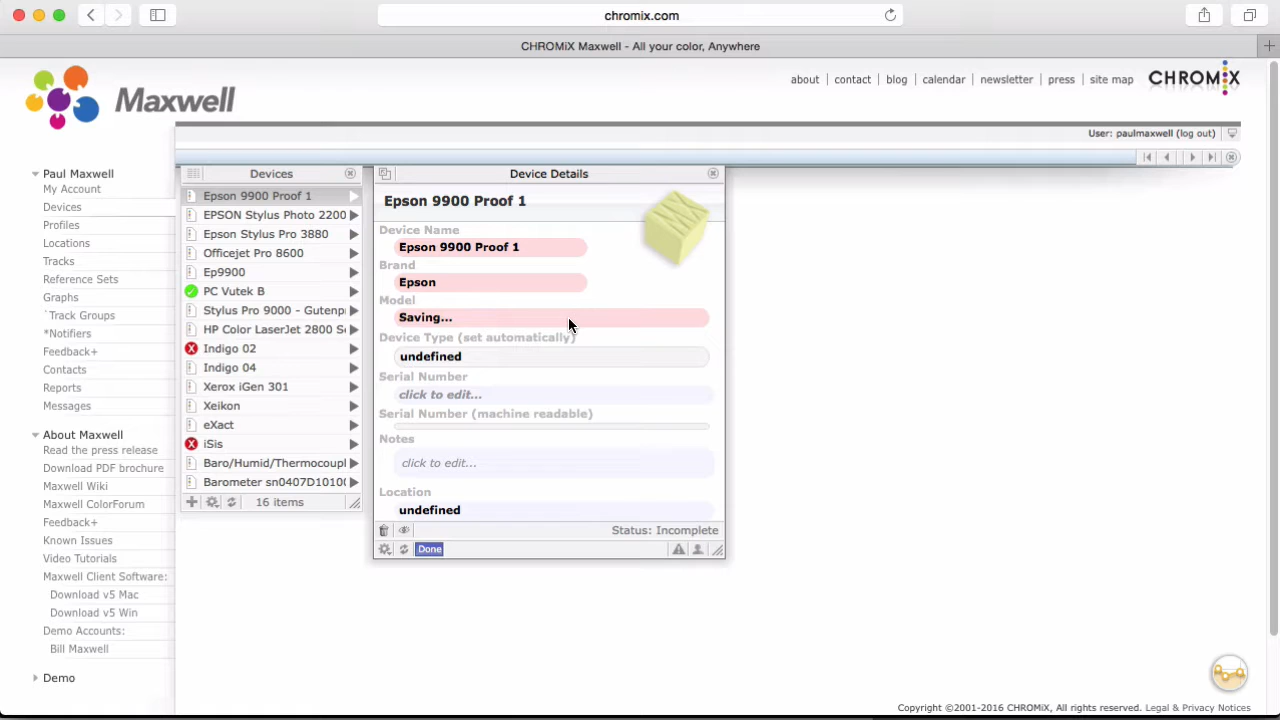 chromix.com
CHROMiX Maxwell - All your color, Anywhere
Maxwell
about | contact | blog | calendar | newsletter | press | site map
CHROMiX
User: paulmaxwell (log out)
Paul Maxwell
My Account
Devices
Profiles
Locations
Tracks
Reference Sets
Graphs
`Track Groups
*Notifiers
Feedback+
Contacts
Reports
Messages
About Maxwell
Read the press release
Download PDF brochure
Maxwell Wiki
Maxwell ColorForum
Feedback+
Known Issues
Video Tutorials
Maxwell Client Software:
Download v5 Mac
Download v5 Win
Demo Accounts:
Bill Maxwell
Demo
Devices
Epson 9900 Proof 1
EPSON Stylus Photo 2200
Epson Stylus Pro 3880
Officejet Pro 8600
Ep9900
PC Vutek B
Stylus Pro 9000 - Gutenp
HP Color LaserJet 2800 S
Indigo 02
Indigo 04
Xerox iGen 301
Xeikon
eXact
iSis
Baro/Humid/Thermocoupl
Barometer sn0407D1010
16 items
Device Details
Epson 9900 Proof 1
Device Name
Epson 9900 Proof 1
Brand
Epson
Model
Saving...
Device Type (set automatically)
undefined
Serial Number
click to edit...
Serial Number (machine readable)
Notes
click to edit...
Location
undefined
Status: Incomplete
Done
Copyright ©2001-2016 CHROMiX, All rights reserved. Legal & Privacy Notices